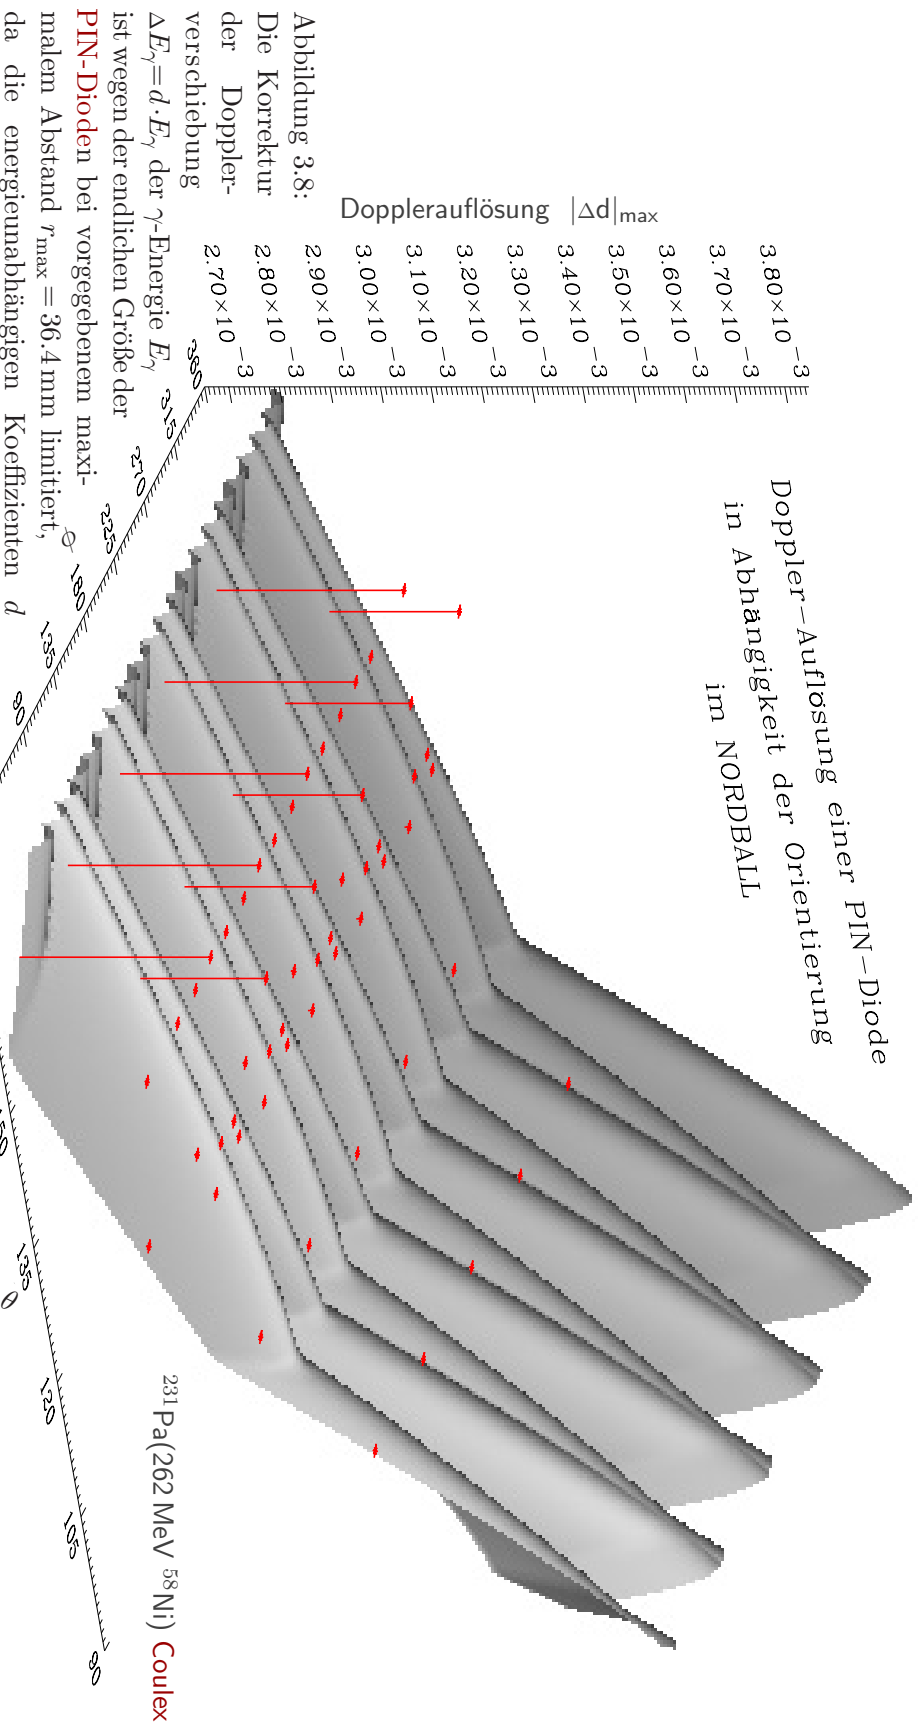 Doppler–Auflösung einer PIN–Diode
in Abhängigkeit der Orientierung
im NORDBALL
Dopplerauflösung |Δd|max
3.80×10⁻³
3.70×10⁻³
3.60×10⁻³
3.50×10⁻³
3.40×10⁻³
3.30×10⁻³
3.20×10⁻³
3.10×10⁻³
3.00×10⁻³
2.90×10⁻³
2.80×10⁻³
2.70×10⁻³
360
315
270
225
180
135
90
Φ
135
120
105
90
θ
²³¹Pa(262 MeV ⁵⁸Ni) Coulex
Abbildung 3.8:
Die Korrektur
der Doppler-
verschiebung
ΔEγ=d·Eγ der γ-Energie Eγ
ist wegen der endlichen Größe der
PIN-Dioden bei vorgegebenem maxi-
malem Abstand rmax = 36.4 mm limitiert,
da die energieunabhängigen Koeffizienten d